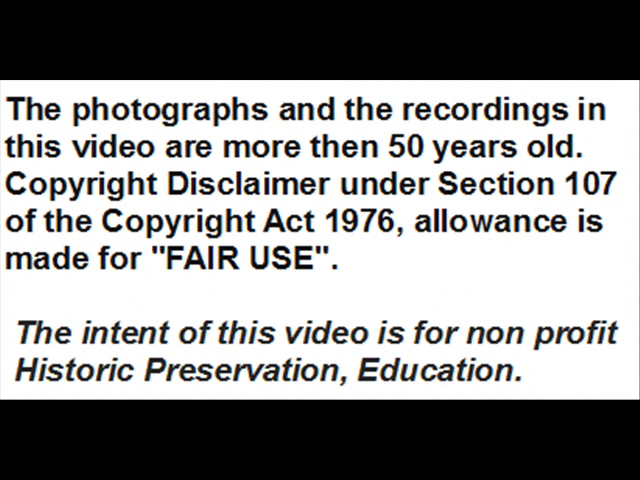 The photographs and the recordings in
this video are more then 50 years old.
Copyright Disclaimer under Section 107
of the Copyright Act 1976, allowance is
made for "FAIR USE".
The intent of this video is for non profit
Historic Preservation, Education.